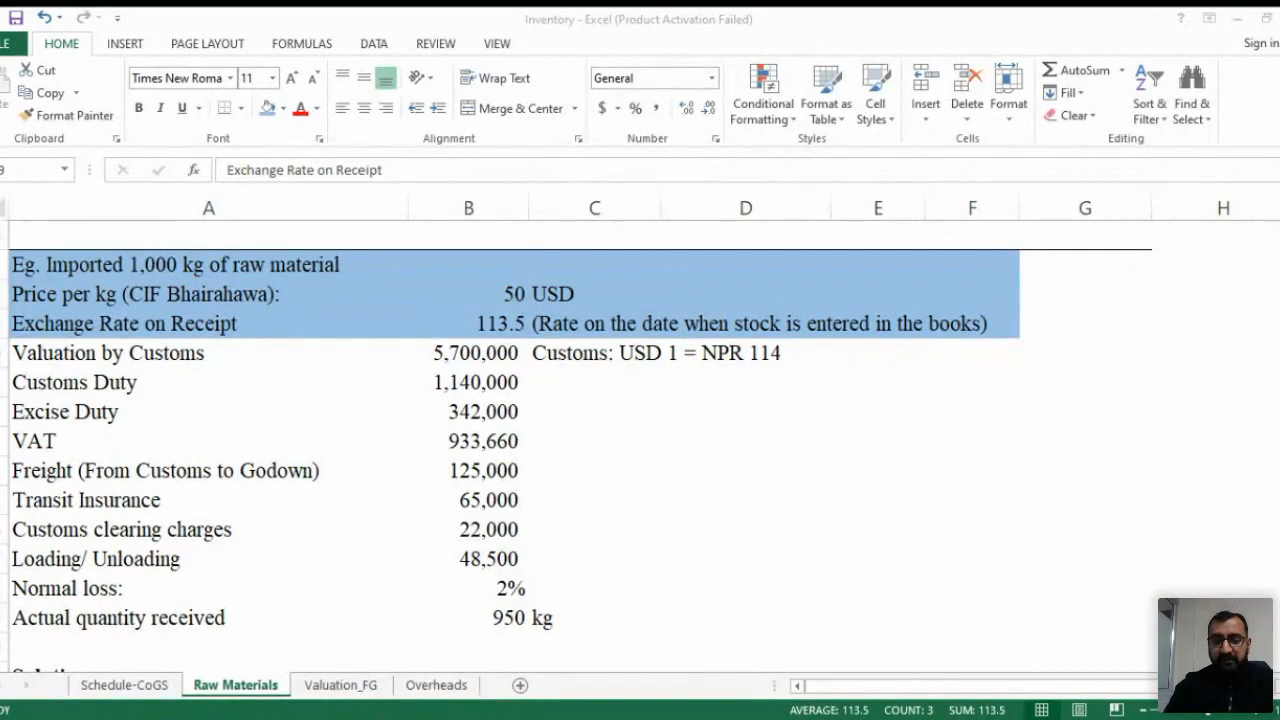 Inventory - Excel (Product Activation Failed)
HOME INSERT PAGE LAYOUT FORMULAS DATA REVIEW VIEW Sign in
Cut
Copy
Format Painter
Clipboard
Times New Roma 11
B I U
Font
Wrap Text
Merge & Center
Alignment
General
$ % ,
Number
Conditional Formatting
Format as Table
Cell Styles
Styles
Insert
Delete
Format
Cells
AutoSum
Fill
Clear
Sort & Filter
Find & Select
Editing
fx Exchange Rate on Receipt
A B C D E F G H
Eg. Imported 1,000 kg of raw material
Price per kg (CIF Bhairahawa): 50 USD
Exchange Rate on Receipt 113.5 (Rate on the date when stock is entered in the books)
Valuation by Customs 5,700,000 Customs: USD 1 = NPR 114
Customs Duty 1,140,000
Excise Duty 342,000
VAT 933,660
Freight (From Customs to Godown) 125,000
Transit Insurance 65,000
Customs clearing charges 22,000
Loading/ Unloading 48,500
Normal loss: 2%
Actual quantity received 950 kg
Schedule-CoGS Raw Materials Valuation_FG Overheads
AVERAGE: 113.5 COUNT: 3 SUM: 113.5